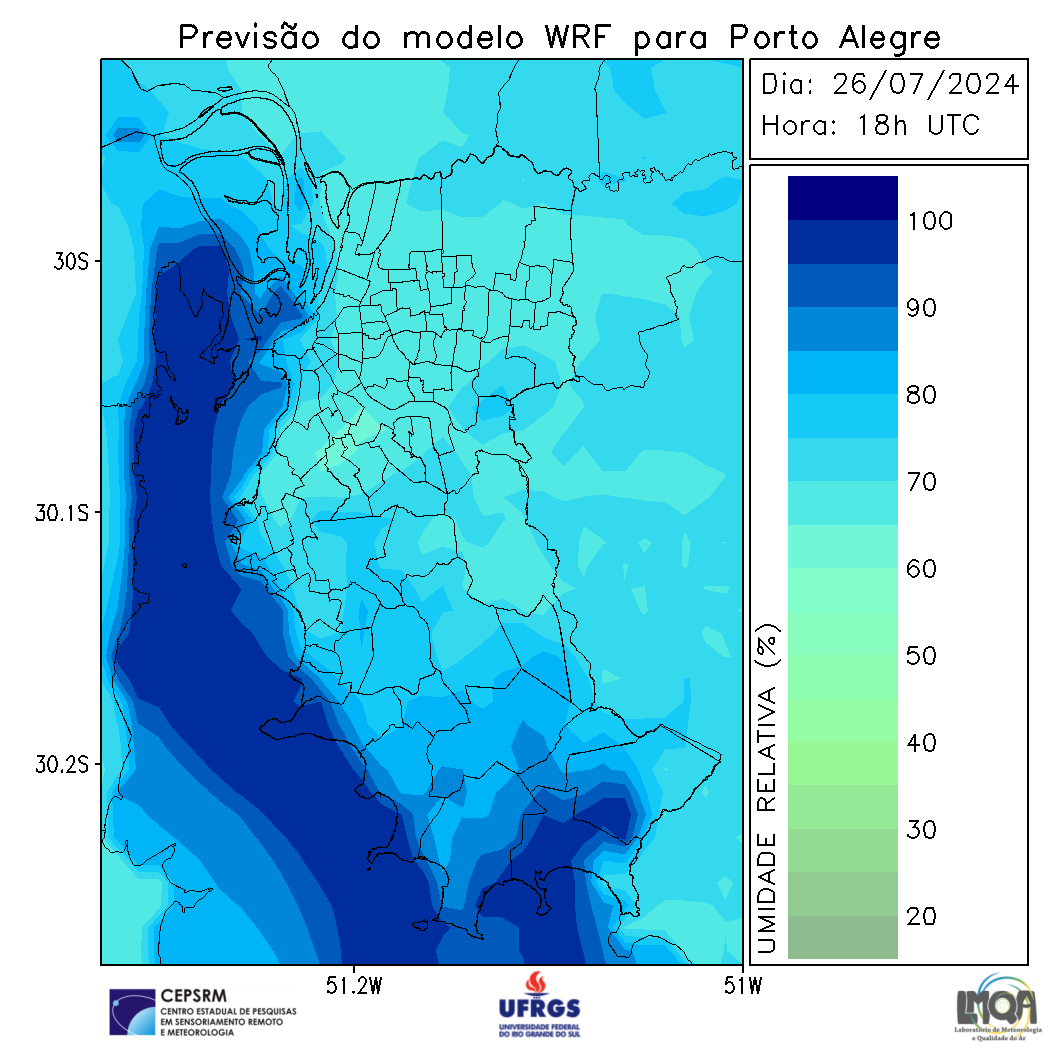 Previsão do modelo WRF para Porto Alegre
Dia: 26/07/2024
Hora: 18h UTC
30S
30.1S
30.2S
51.2W
51W
UMIDADE RELATIVA (%)
100
90
80
70
60
50
40
30
20
CEPSRM
CENTRO ESTADUAL DE PESQUISAS
EM SENSORIAMENTO REMOTO
E METEOROLOGIA
UFRGS
UNIVERSIDADE FEDERAL
DO RIO GRANDE DO SUL
LMQA
Laboratório de Meteorologia
e Qualidade do Ar